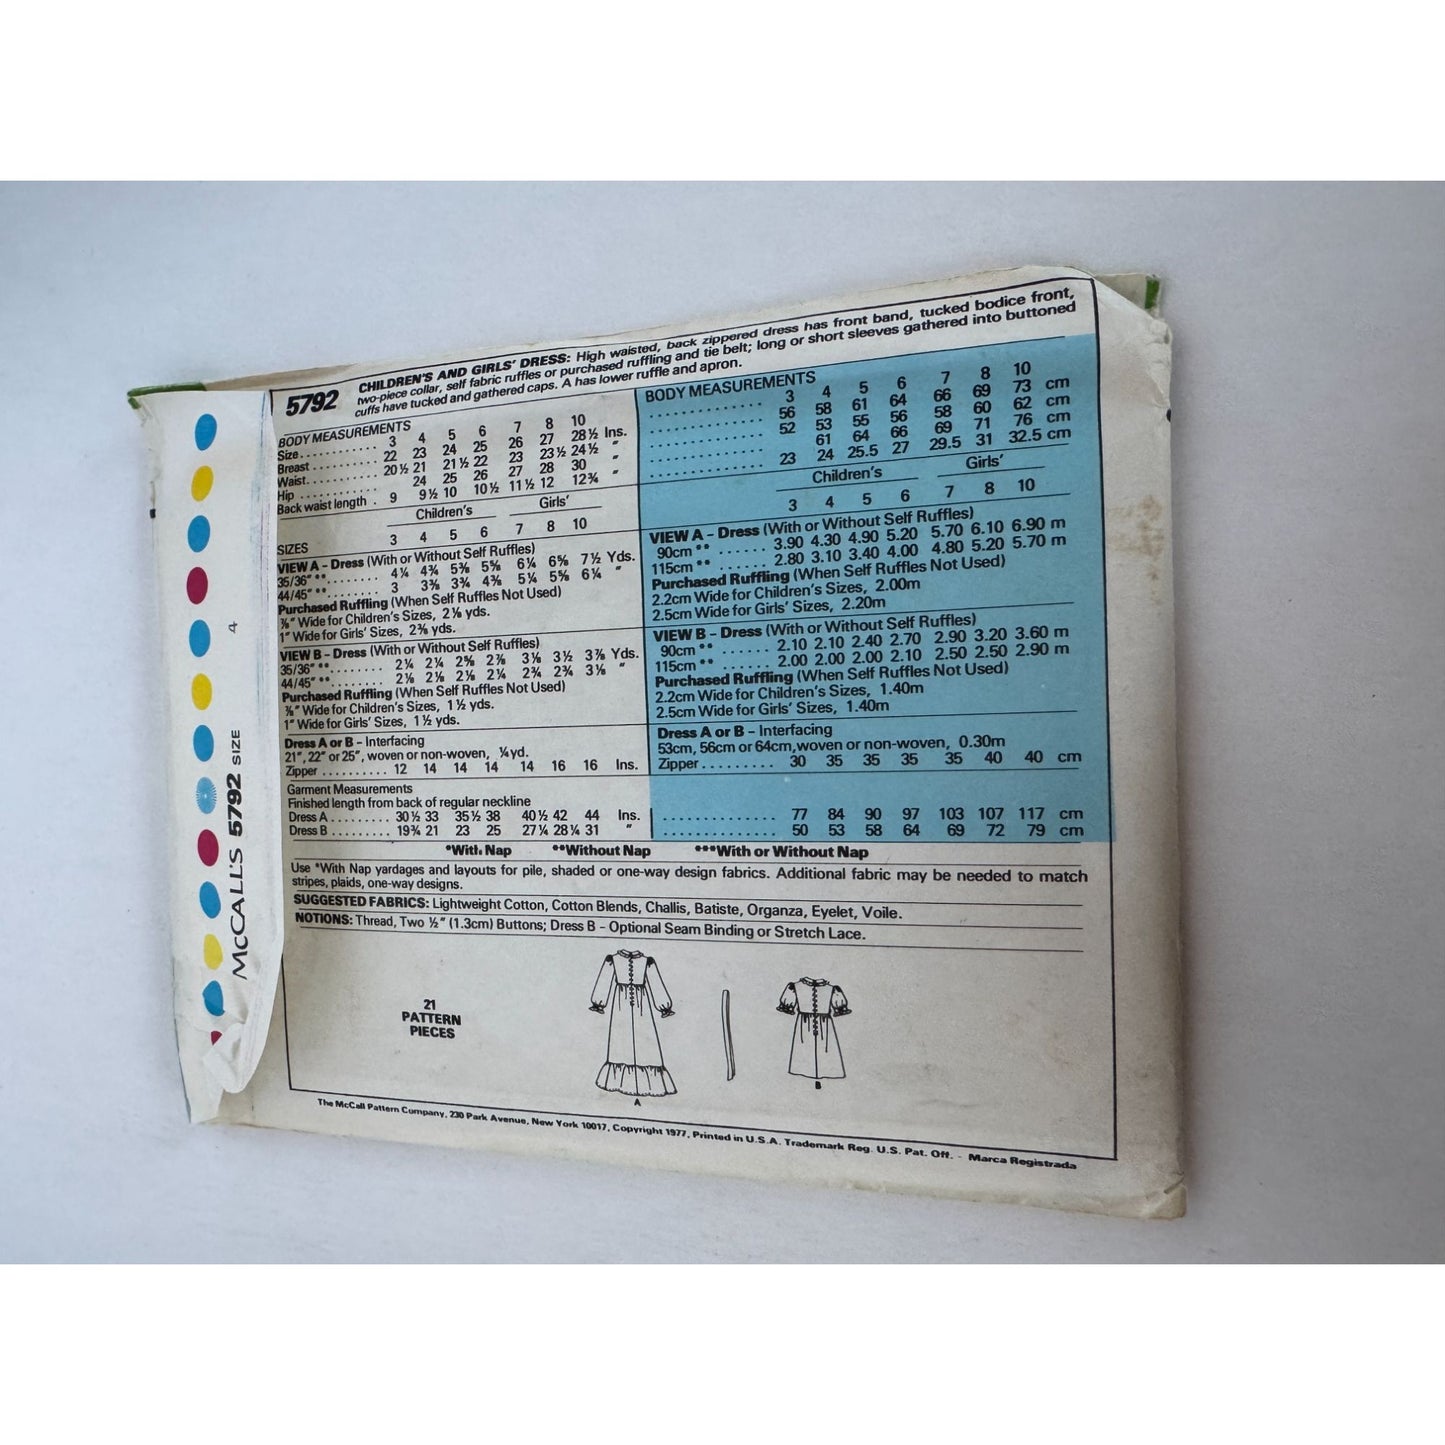 5792
CHILDREN'S AND GIRLS' DRESS: High waisted, back zippered dress has front band, tucked bodice front,
two-piece collar, self fabric ruffles or purchased ruffling and tie belt; long or short sleeves gathered into buttoned
cuffs have tucked and gathered caps. A has lower ruffle and apron.
BODY MEASUREMENTS
Size........... 3 4 5 6 7 8 10
Breast.......... 22 23 24 25 26 27 28½ Ins.
Waist........... 20½ 21 21½ 22 23 23½ 24½ "
Hip............ 24 25 26 27 28 30 "
Back waist length . 9 9½ 10 10½ 11½ 12 12¾ "
Children's Girls'
SIZES 3 4 5 6 7 8 10
VIEW A – Dress (With or Without Self Ruffles)
35/36" **........ 4¼ 4¾ 5⅜ 5⅝ 6¼ 6⅝ 7½ Yds.
44/45" **........ 3 3⅜ 3¾ 4⅜ 5¼ 5⅝ 6¼ "
Purchased Ruffling (When Self Ruffles Not Used)
⅞" Wide for Children's Sizes, 2⅛ yds.
1" Wide for Girls' Sizes, 2⅜ yds.
VIEW B – Dress (With or Without Self Ruffles)
35/36" **........ 2¼ 2¼ 2⅝ 2⅞ 3⅛ 3½ 3⅞ Yds.
44/45" **........ 2⅛ 2⅛ 2⅛ 2¼ 2¾ 2¾ 3⅛ "
Purchased Ruffling (When Self Ruffles Not Used)
⅞" Wide for Children's Sizes, 1½ yds.
1" Wide for Girls' Sizes, 1½ yds.
Dress A or B – Interfacing
21", 22" or 25", woven or non-woven, ¼ yd.
Zipper.......... 12 14 14 14 14 16 16 Ins.
Garment Measurements
Finished length from back of regular neckline
Dress A......... 30½ 33 35½ 38 40½ 42 44 Ins.
Dress B......... 19¾ 21 23 25 27¼ 28¼ 31 "
BODY MEASUREMENTS
.............. 3 4 5 6 7 8 10
.............. 56 58 61 64 66 69 73 cm
.............. 52 53 55 56 58 60 62 cm
.............. 61 64 66 69 71 76 cm
.............. 23 24 25.5 27 29.5 31 32.5 cm
Children's Girls'
3 4 5 6 7 8 10
VIEW A – Dress (With or Without Self Ruffles)
90cm ** ...... 3.90 4.30 4.90 5.20 5.70 6.10 6.90 m
115cm ** ...... 2.80 3.10 3.40 4.00 4.80 5.20 5.70 m
Purchased Ruffling (When Self Ruffles Not Used)
2.2cm Wide for Children's Sizes, 2.00m
2.5cm Wide for Girls' Sizes, 2.20m
VIEW B – Dress (With or Without Self Ruffles)
90cm ** ...... 2.10 2.10 2.40 2.70 2.90 3.20 3.60 m
115cm ** ...... 2.00 2.00 2.00 2.10 2.50 2.50 2.90 m
Purchased Ruffling (When Self Ruffles Not Used)
2.2cm Wide for Children's Sizes, 1.40m
2.5cm Wide for Girls' Sizes, 1.40m
Dress A or B – Interfacing
53cm, 56cm or 64cm, woven or non-woven, 0.30m
Zipper......... 30 35 35 35 35 40 40 cm
.............. 77 84 90 97 103 107 117 cm
.............. 50 53 58 64 69 72 79 cm
*With Nap **Without Nap ***With or Without Nap
Use *With Nap yardages and layouts for pile, shaded or one-way design fabrics. Additional fabric may be needed to match
stripes, plaids, one-way designs.
SUGGESTED FABRICS: Lightweight Cotton, Cotton Blends, Challis, Batiste, Organza, Eyelet, Voile.
NOTIONS: Thread, Two ½" (1.3cm) Buttons; Dress B – Optional Seam Binding or Stretch Lace.
21
PATTERN
PIECES
A
B
The McCall Pattern Company, 230 Park Avenue, New York 10017, Copyright 1977, Printed in U.S.A. Trademark Reg. U.S. Pat. Off. - Marca Registrada
McCALL'S 5792 SIZE 4